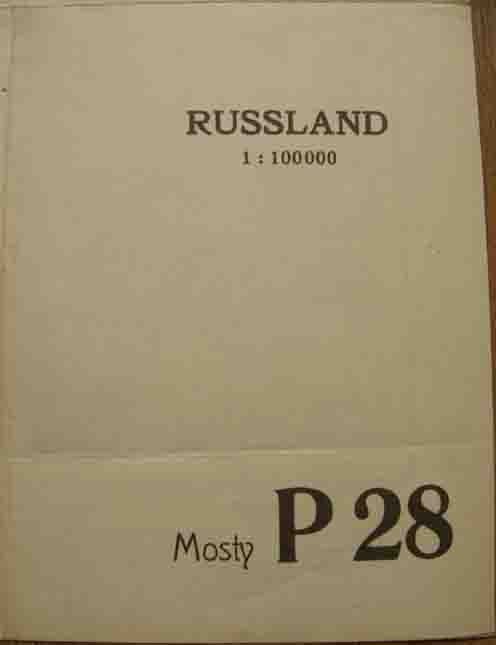 RUSSLAND
1 : 100000
Mosty P 28